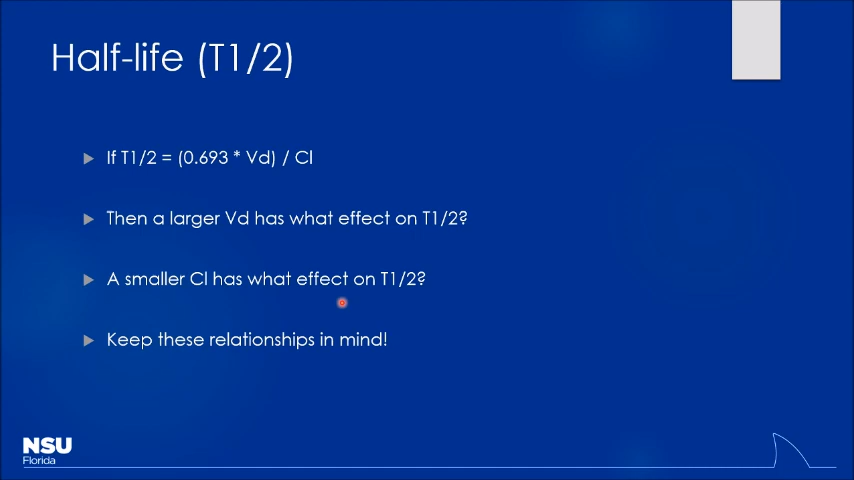 Half-life (T1/2)
If T1/2 = (0.693 * Vd) / Cl
Then a larger Vd has what effect on T1/2?
A smaller Cl has what effect on T1/2?
Keep these relationships in mind!
NSU
Florida